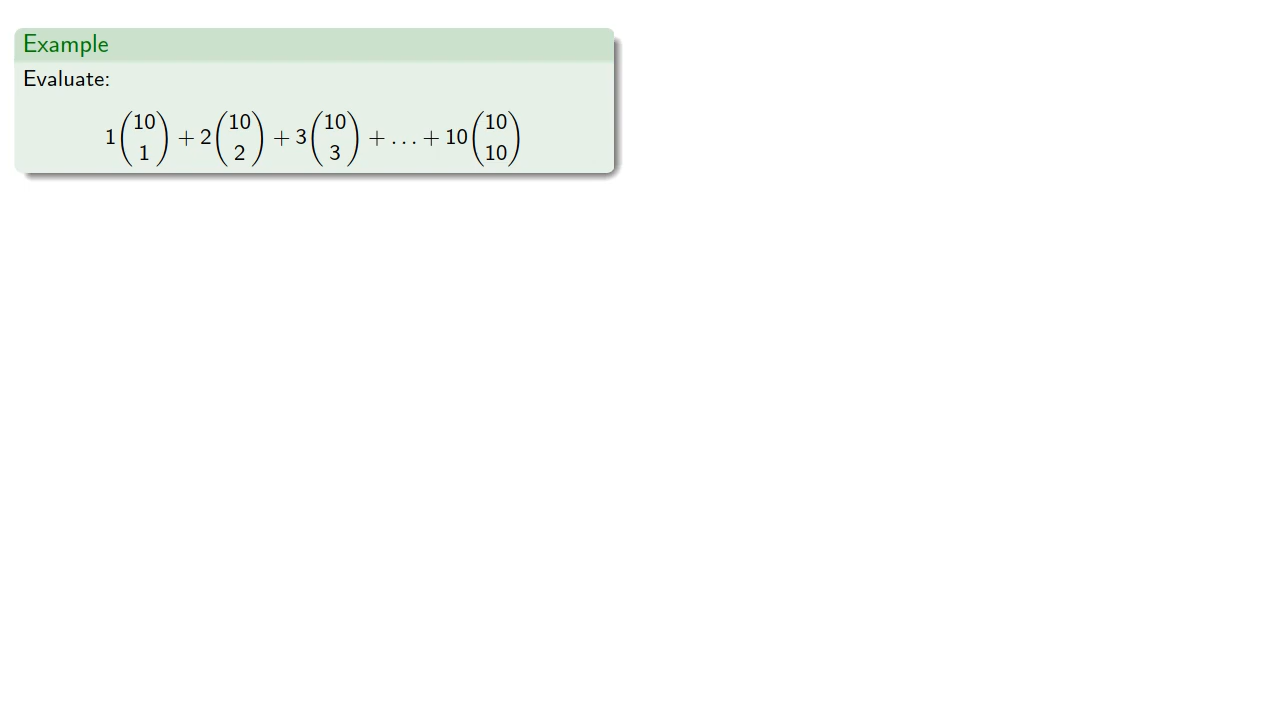 Example
Evaluate:
1(10 1) + 2(10 2) + 3(10 3) + ... + 10(10 10)